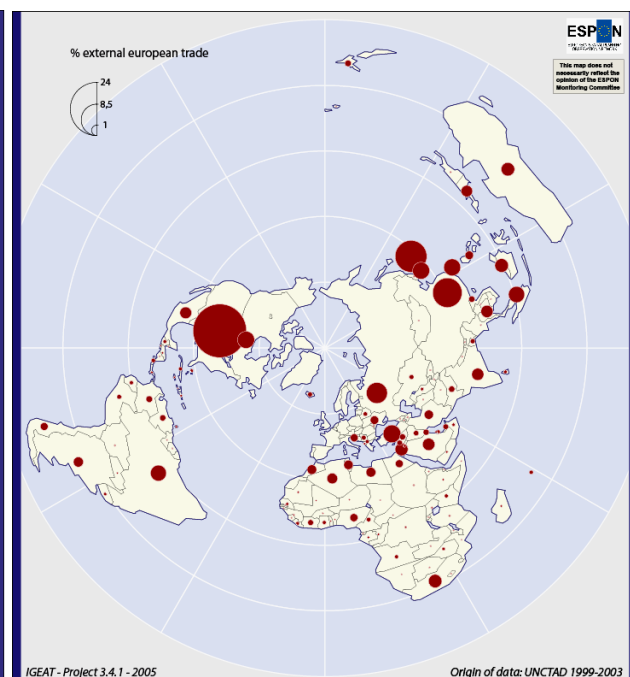 % external european trade
24
8,5
1
ESPON
This map does not
necessarily reflect the
opinion of the ESPON
Monitoring Committee
IGEAT - Project 3.4.1 - 2005
Origin of data: UNCTAD 1999-2003